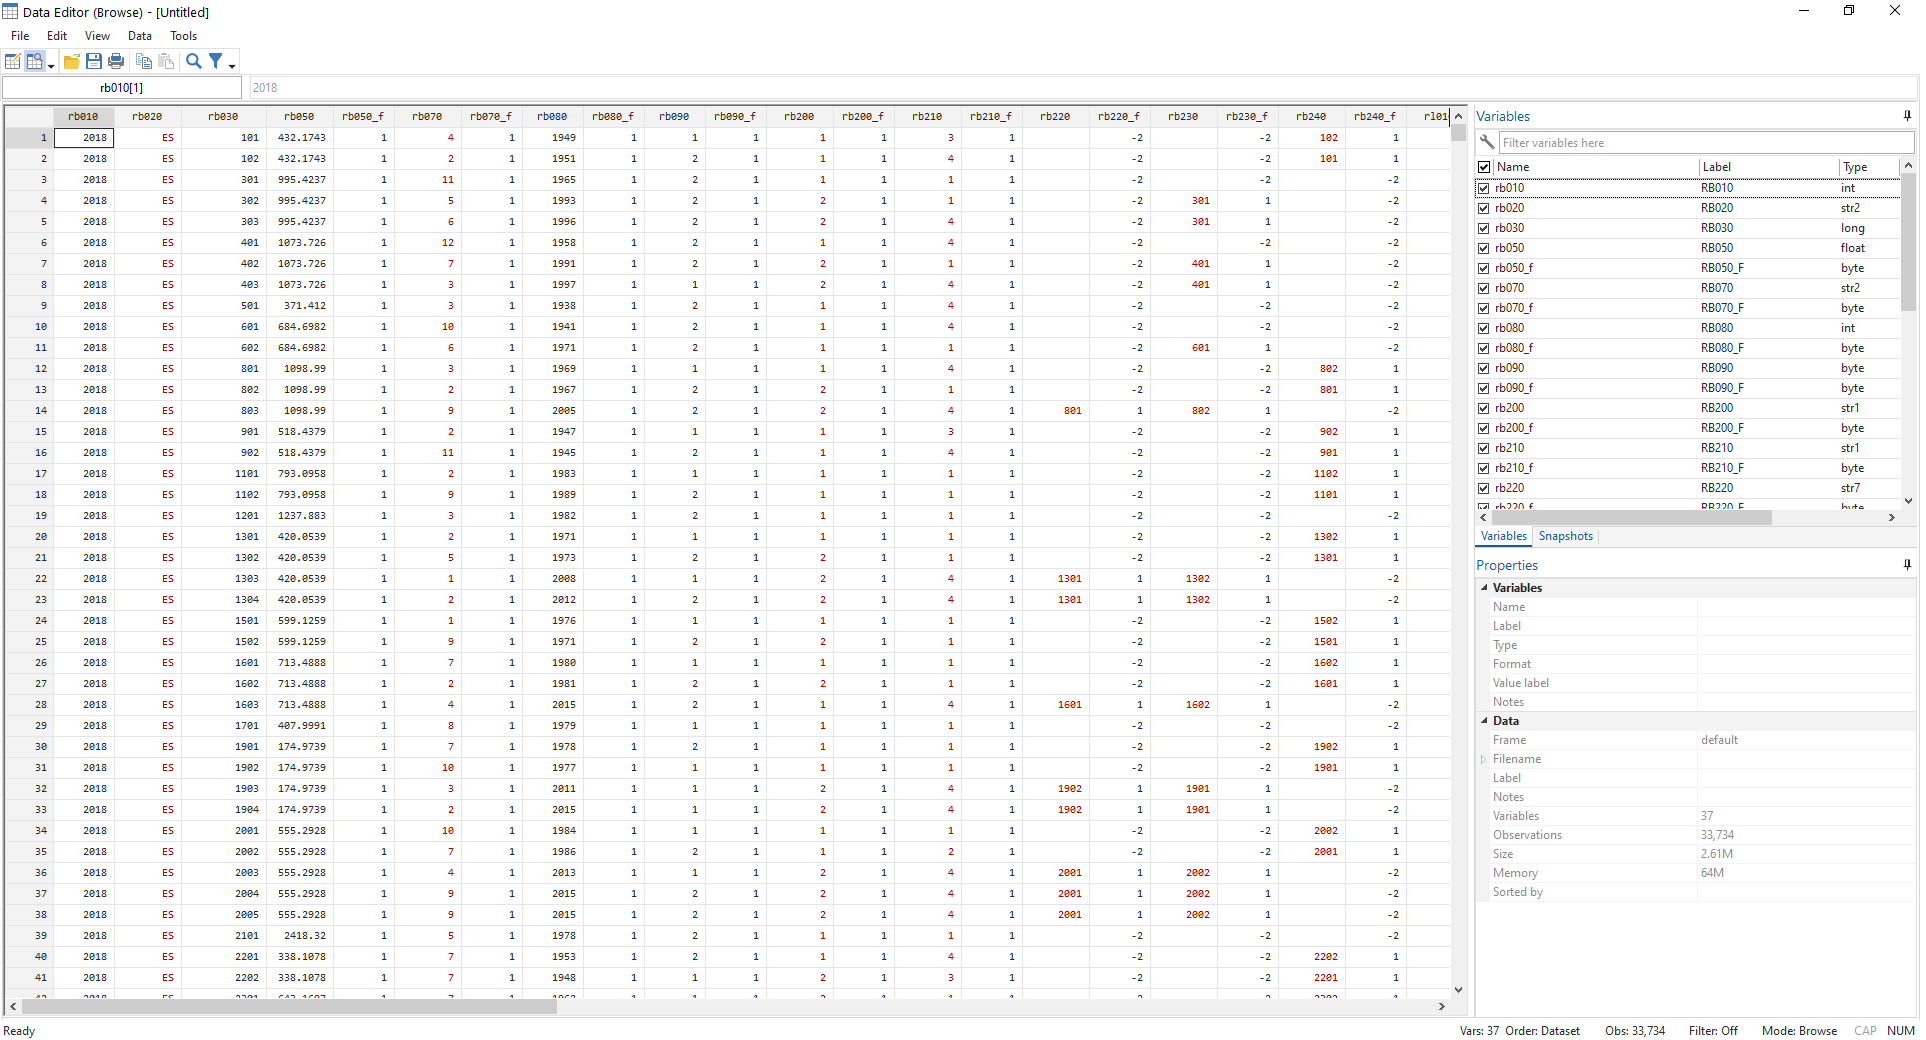 Data Editor (Browse) - [Untitled]
File Edit View Data Tools
rb010[1] 2018
rb010 rb020 rb030 rb050 rb050_f rb070 rb070_f rb080 rb080_f rb090 rb090_f rb200 rb200_f rb210 rb210_f rb220 rb220_f rb230 rb230_f rb240 rb240_f
1 2018 ES 101 432.1743 1 4 1 1949 1 1 1 1 1 3 1 -2 -2 102 1
2 2018 ES 102 432.1743 1 2 1 1951 1 2 1 1 1 4 1 -2 -2 101 1
3 2018 ES 301 995.4237 1 11 1 1965 1 2 1 1 1 1 1 -2 -2 -2
4 2018 ES 302 995.4237 1 5 1 1993 1 2 1 2 1 1 1 -2 301 1 -2
5 2018 ES 303 995.4237 1 6 1 1996 1 2 1 2 1 4 1 -2 301 1 -2
6 2018 ES 401 1073.726 1 12 1 1958 1 2 1 1 1 4 1 -2 -2 -2
7 2018 ES 402 1073.726 1 7 1 1991 1 2 1 2 1 1 1 -2 401 1 -2
8 2018 ES 403 1073.726 1 3 1 1997 1 1 1 2 1 4 1 -2 401 1 -2
9 2018 ES 501 371.412 1 3 1 1938 1 2 1 1 1 4 1 -2 -2 -2
10 2018 ES 601 684.6982 1 10 1 1941 1 2 1 1 1 4 1 -2 -2 -2
11 2018 ES 602 684.6982 1 6 1 1971 1 2 1 1 1 1 1 -2 601 1 -2
12 2018 ES 801 1098.99 1 3 1 1969 1 1 1 1 1 4 1 -2 -2 802 1
13 2018 ES 802 1098.99 1 2 1 1967 1 2 1 2 1 1 1 -2 -2 801 1
14 2018 ES 803 1098.99 1 9 1 2005 1 2 1 2 1 4 1 801 1 802 1 -2
15 2018 ES 901 518.4379 1 2 1 1947 1 1 1 1 1 3 1 -2 -2 902 1
16 2018 ES 902 518.4379 1 11 1 1945 1 2 1 1 1 4 1 -2 -2 901 1
17 2018 ES 1101 793.0958 1 2 1 1983 1 1 1 1 1 1 1 -2 -2 1102 1
18 2018 ES 1102 793.0958 1 9 1 1989 1 2 1 1 1 1 1 -2 -2 1101 1
19 2018 ES 1201 1237.883 1 3 1 1982 1 2 1 1 1 1 1 -2 -2 -2
20 2018 ES 1301 420.0539 1 2 1 1971 1 1 1 1 1 1 1 -2 -2 1302 1
21 2018 ES 1302 420.0539 1 5 1 1973 1 2 1 2 1 1 1 -2 -2 1301 1
22 2018 ES 1303 420.0539 1 1 1 2008 1 1 1 2 1 4 1 1301 1 1302 1 -2
23 2018 ES 1304 420.0539 1 2 1 2012 1 2 1 2 1 4 1 1301 1 1302 1 -2
24 2018 ES 1501 599.1259 1 1 1 1976 1 1 1 1 1 1 1 -2 -2 1502 1
25 2018 ES 1502 599.1259 1 9 1 1971 1 2 1 2 1 1 1 -2 -2 1501 1
26 2018 ES 1601 713.4888 1 7 1 1980 1 1 1 1 1 1 1 -2 -2 1602 1
27 2018 ES 1602 713.4888 1 2 1 1981 1 2 1 2 1 1 1 -2 -2 1601 1
28 2018 ES 1603 713.4888 1 4 1 2015 1 2 1 1 1 4 1 1601 1 1602 1 -2
29 2018 ES 1701 407.9991 1 8 1 1979 1 1 1 1 1 1 1 -2 -2 -2
30 2018 ES 1901 174.9739 1 7 1 1978 1 2 1 1 1 1 1 -2 -2 1902 1
31 2018 ES 1902 174.9739 1 10 1 1977 1 1 1 1 1 1 1 -2 -2 1901 1
32 2018 ES 1903 174.9739 1 3 1 2011 1 1 1 2 1 4 1 1902 1 1901 1 -2
33 2018 ES 1904 174.9739 1 2 1 2015 1 1 1 2 1 4 1 1902 1 1901 1 -2
34 2018 ES 2001 555.2928 1 10 1 1984 1 1 1 1 1 1 1 -2 -2 2002 1
35 2018 ES 2002 555.2928 1 7 1 1986 1 2 1 1 1 2 1 -2 -2 2001 1
36 2018 ES 2003 555.2928 1 4 1 2013 1 1 1 2 1 4 1 2001 1 2002 1 -2
37 2018 ES 2004 555.2928 1 9 1 2015 1 2 1 2 1 4 1 2001 1 2002 1 -2
38 2018 ES 2005 555.2928 1 9 1 2015 1 2 1 2 1 4 1 2001 1 2002 1 -2
39 2018 ES 2101 2418.32 1 5 1 1978 1 2 1 1 1 1 1 -2 -2 -2
40 2018 ES 2201 338.1078 1 7 1 1953 1 2 1 1 1 4 1 -2 -2 2202 1
41 2018 ES 2202 338.1078 1 7 1 1948 1 1 1 2 1 3 1 -2 -2 2201 1
Variables
Filter variables here
Name Label Type
rb010 RB010 int
rb020 RB020 str2
rb030 RB030 long
rb050 RB050 float
rb050_f RB050_F byte
rb070 RB070 str2
rb070_f RB070_F byte
rb080 RB080 int
rb080_f RB080_F byte
rb090 RB090 byte
rb090_f RB090_F byte
rb200 RB200 str1
rb200_f RB200_F byte
rb210 RB210 str1
rb210_f RB210_F byte
rb220 RB220 str7
rb220_f RB220_F byte
Variables Snapshots
Properties
Variables
Name
Label
Type
Format
Value label
Notes
Data
Frame default
Filename
Label
Notes
Variables 37
Observations 33,734
Size 2.61M
Memory 64M
Sorted by
Ready Vars: 37 Order: Dataset Obs: 33,734 Filter: Off Mode: Browse CAP NUM